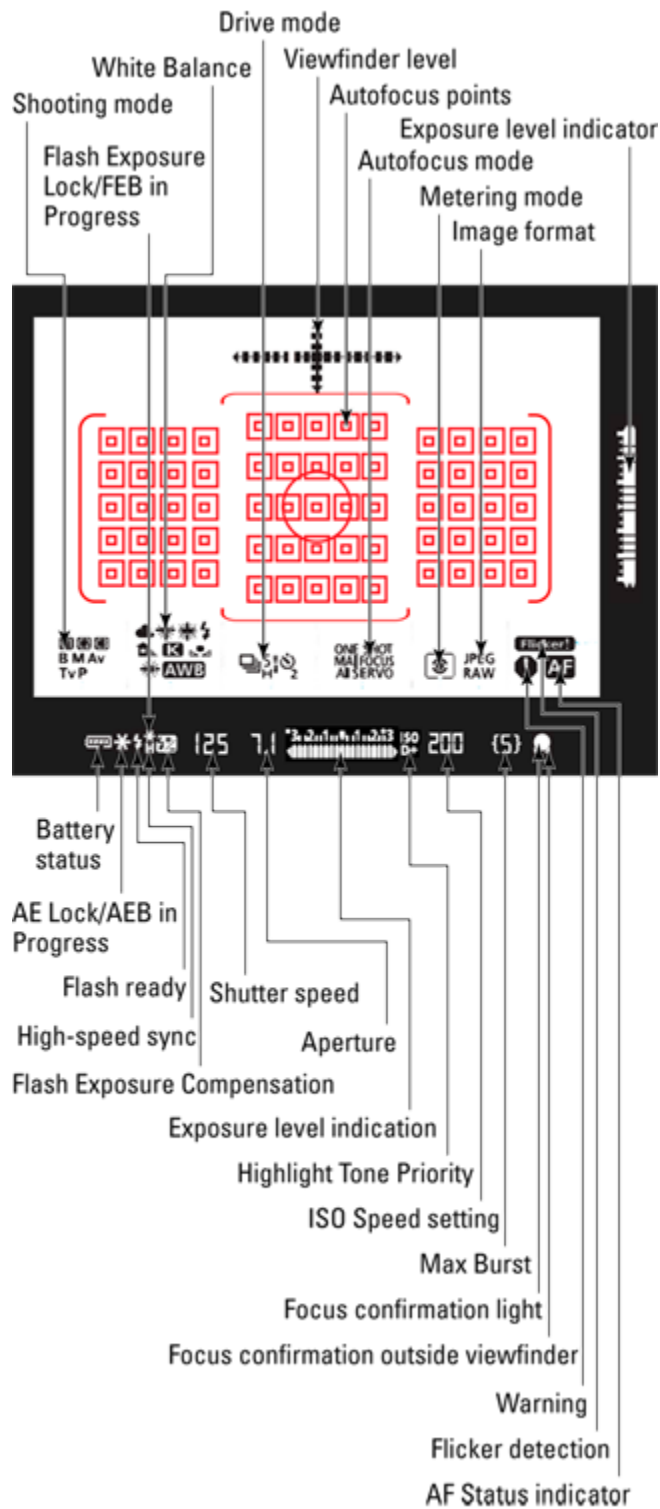 Drive mode
White Balance
Viewfinder level
Shooting mode
Autofocus points
Flash Exposure
Lock/FEB in
Progress
Exposure level indicator
Autofocus mode
Metering mode
Image format
B M Av
Tv P
K
AWB
ONE SHOT
MAI FOCUS
AII SERVO
JPEG
RAW
Flicker!
AF
125
7.1
ISO
D+
200
{5}
Battery
status
AE Lock/AEB in
Progress
Flash ready
Shutter speed
High-speed sync
Aperture
Flash Exposure Compensation
Exposure level indication
Highlight Tone Priority
ISO Speed setting
Max Burst
Focus confirmation light
Focus confirmation outside viewfinder
Warning
Flicker detection
AF Status indicator